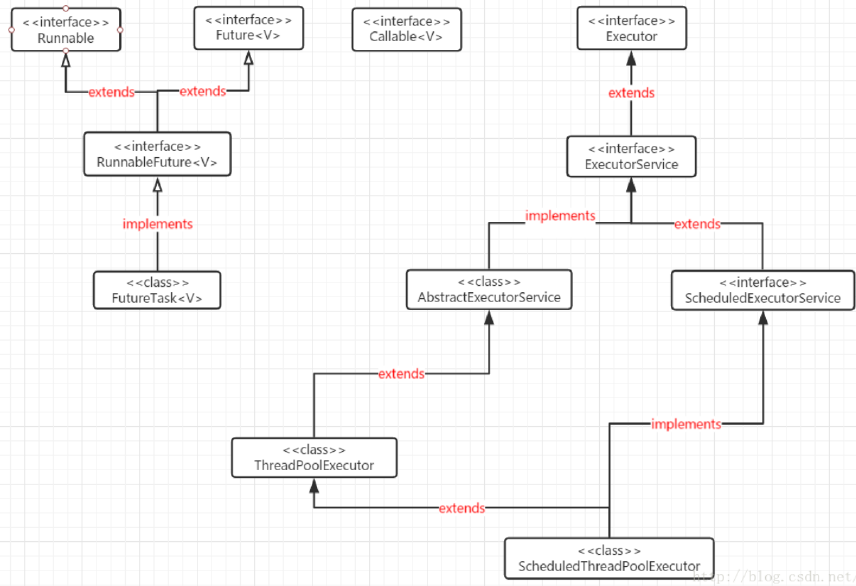 <<interface>>
Runnable
<<interface>>
Future<V>
<<interface>>
Callable<V>
<<interface>>
Executor
extends
extends
extends
<<interface>>
RunnableFuture<V>
<<interface>>
ExecutorService
implements
implements
extends
<<class>>
FutureTask<V>
<<class>>
AbstractExecutorService
<<interface>>
ScheduledExecutorService
extends
implements
<<class>>
ThreadPoolExecutor
extends
<<class>>
ScheduledThreadPoolExecutor
http://blog.csdn.net/